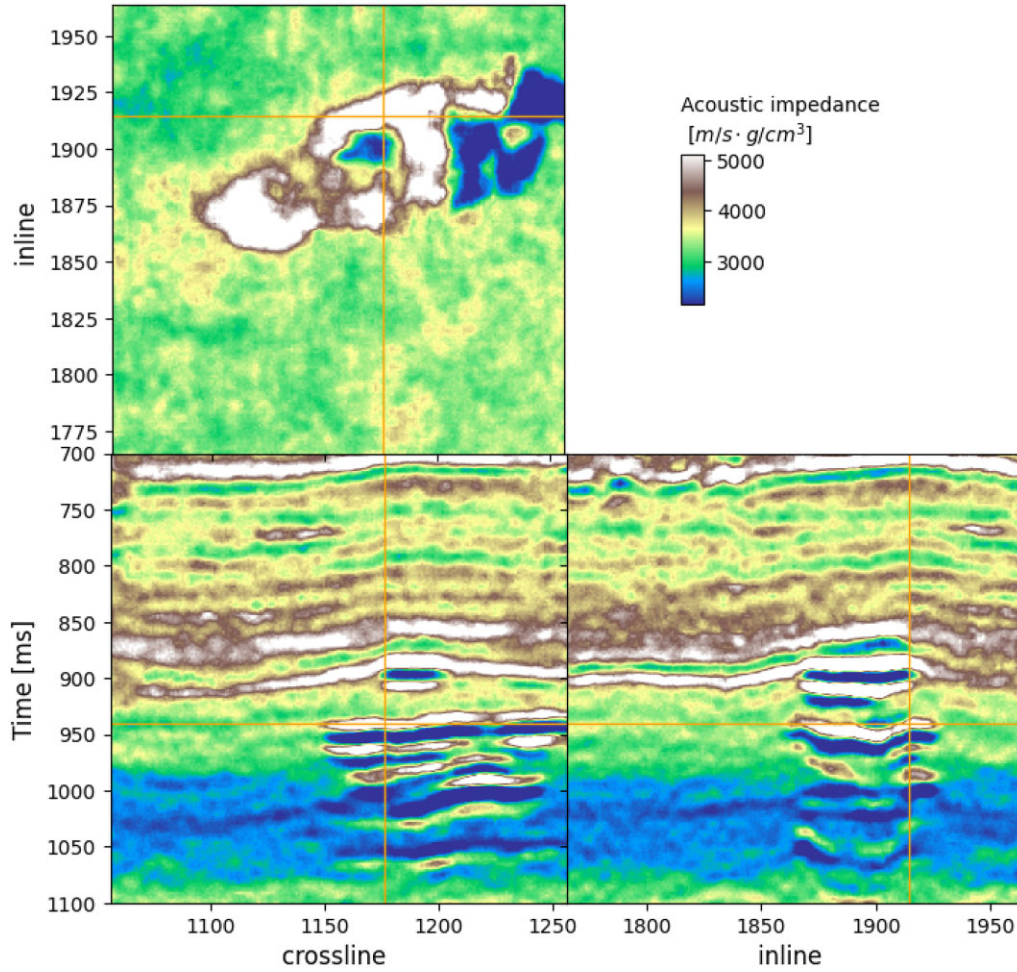 1950
1925
1900
1875
1850
1825
1800
1775
inline
Acoustic impedance
[m/s · g/cm³]
5000
4000
3000
700
750
800
850
900
950
1000
1050
1100
Time [ms]
1100 1150 1200 1250
1800 1850 1900 1950
crossline inline